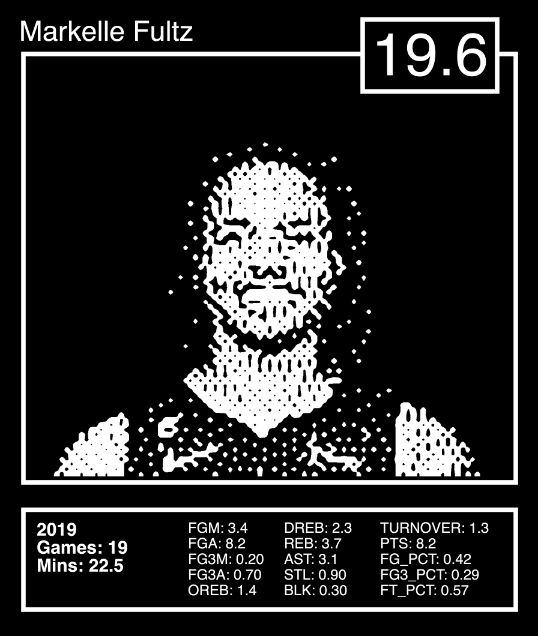 Markelle Fultz
19.6
2019
Games: 19
Mins: 22.5
FGM: 3.4
FGA: 8.2
FG3M: 0.20
FG3A: 0.70
OREB: 1.4
DREB: 2.3
REB: 3.7
AST: 3.1
STL: 0.90
BLK: 0.30
TURNOVER: 1.3
PTS: 8.2
FG_PCT: 0.42
FG3_PCT: 0.29
FT_PCT: 0.57